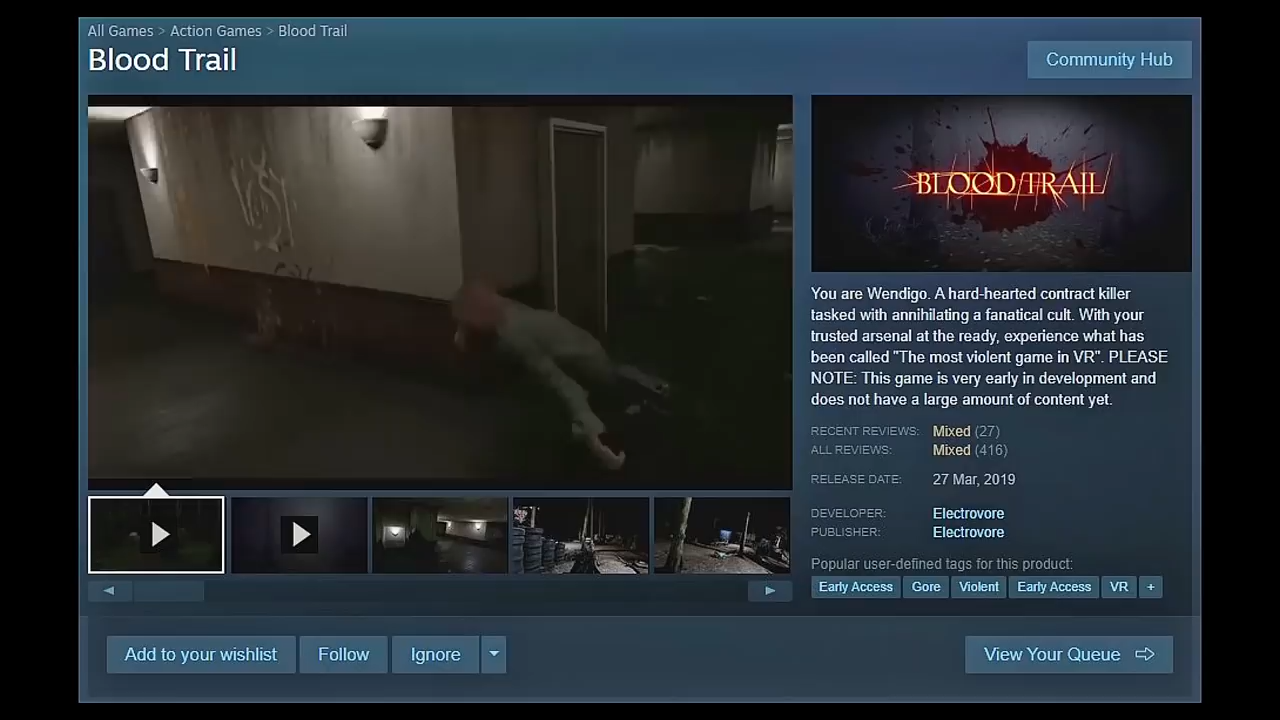 All Games > Action Games > Blood Trail
Blood Trail
Community Hub
BLOOD TRAIL
You are Wendigo. A hard-hearted contract killer
tasked with annihilating a fanatical cult. With your
trusted arsenal at the ready, experience what has
been called "The most violent game in VR". PLEASE
NOTE: This game is very early in development and
does not have a large amount of content yet.
RECENT REVIEWS: Mixed (27)
ALL REVIEWS: Mixed (416)
RELEASE DATE: 27 Mar, 2019
DEVELOPER: Electrovore
PUBLISHER: Electrovore
Popular user-defined tags for this product:
Early Access Gore Violent Early Access VR +
Add to your wishlist Follow Ignore View Your Queue